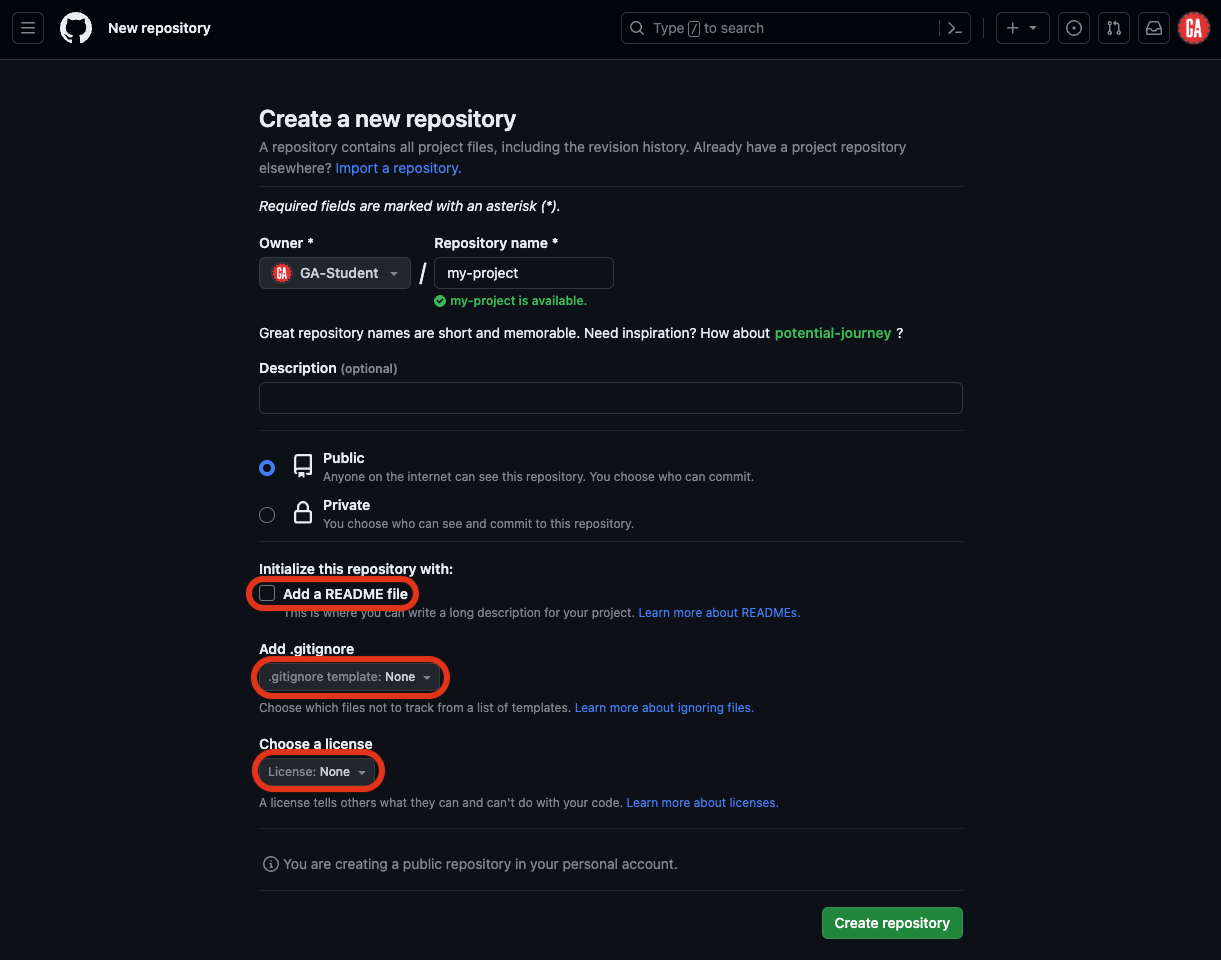 New repository
Type / to search
GA
Create a new repository
A repository contains all project files, including the revision history. Already have a project repository
elsewhere? Import a repository.
Required fields are marked with an asterisk (*).
Owner *
Repository name *
GA GA-Student
/
my-project
my-project is available.
Great repository names are short and memorable. Need inspiration? How about potential-journey ?
Description (optional)
Public
Anyone on the internet can see this repository. You choose who can commit.
Private
You choose who can see and commit to this repository.
Initialize this repository with:
Add a README file
This is where you can write a long description for your project. Learn more about READMEs.
Add .gitignore
.gitignore template: None
Choose which files not to track from a list of templates. Learn more about ignoring files.
Choose a license
License: None
A license tells others what they can and can't do with your code. Learn more about licenses.
You are creating a public repository in your personal account.
Create repository